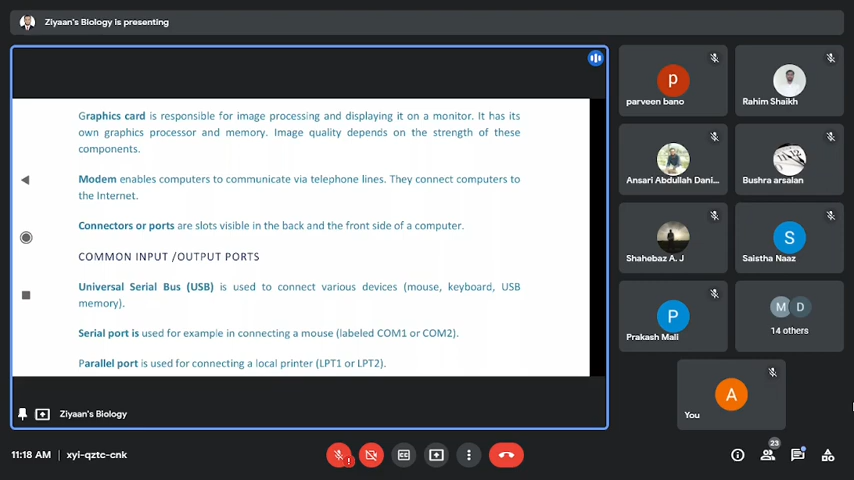 Ziyaan's Biology is presenting
Graphics card is responsible for image processing and displaying it on a monitor. It has its
own graphics processor and memory. Image quality depends on the strength of these
components.
Modem enables computers to communicate via telephone lines. They connect computers to
the Internet.
Connectors or ports are slots visible in the back and the front side of a computer.
COMMON INPUT /OUTPUT PORTS
Universal Serial Bus (USB) is used to connect various devices (mouse, keyboard, USB
memory).
Serial port is used for example in connecting a mouse (labeled COM1 or COM2).
Parallel port is used for connecting a local printer (LPT1 or LPT2).
Ziyaan's Biology
p
parveen bano
Rahim Shaikh
Ansari Abdullah Dani...
Bushra arsalan
Shahebaz A. J
S
Saistha Naaz
P
Prakash Mali
M D
14 others
A
You
11:18 AM | xyi-qztc-cnk
CC
23